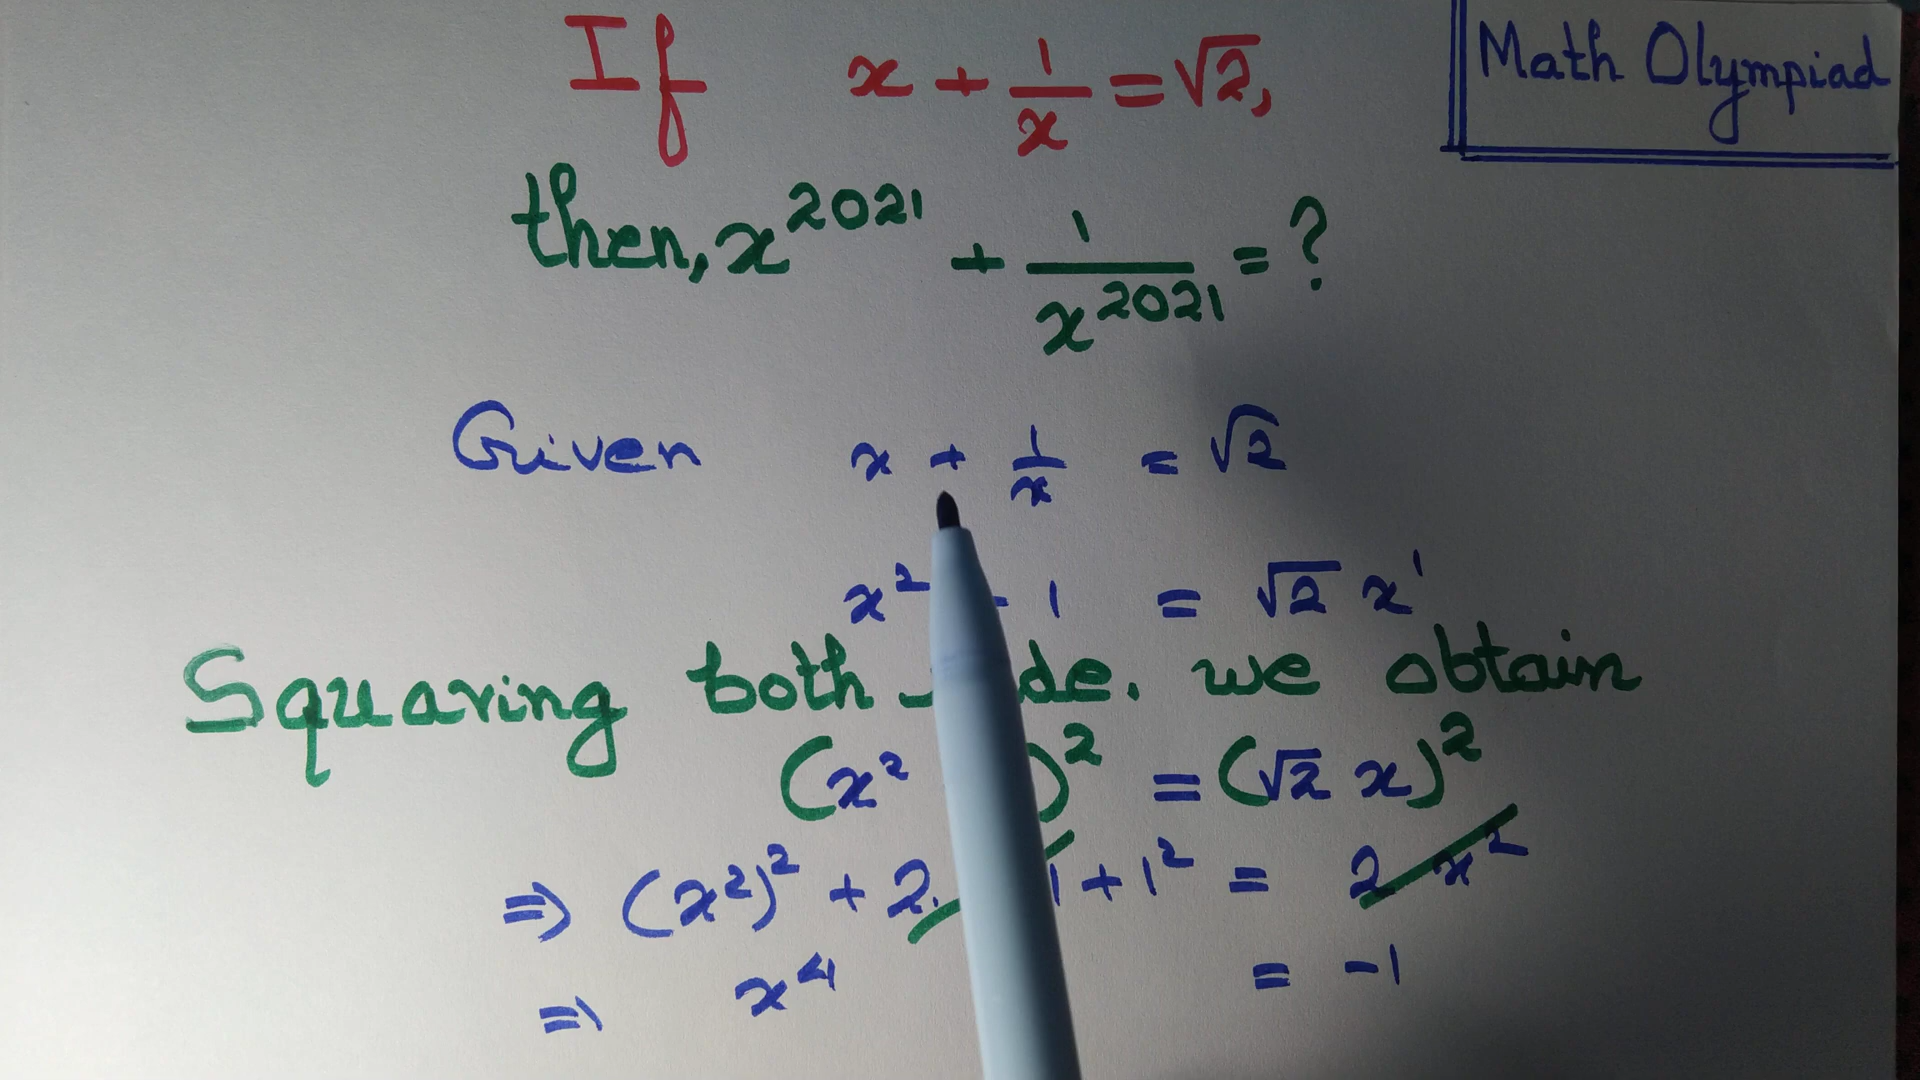 If x + 1/x = √2,
Math Olympiad
then, x^2021 + 1/x^2021 = ?
Given x + 1/x = √2
x^2 1 = √2 x^1
Squaring both de. we obtain
(x^2 )^2 = (√2 x)^2
⇒ (x^2)^2 + 2. 1 + 1^2 = 2 x^2
⇒ x^4 = -1